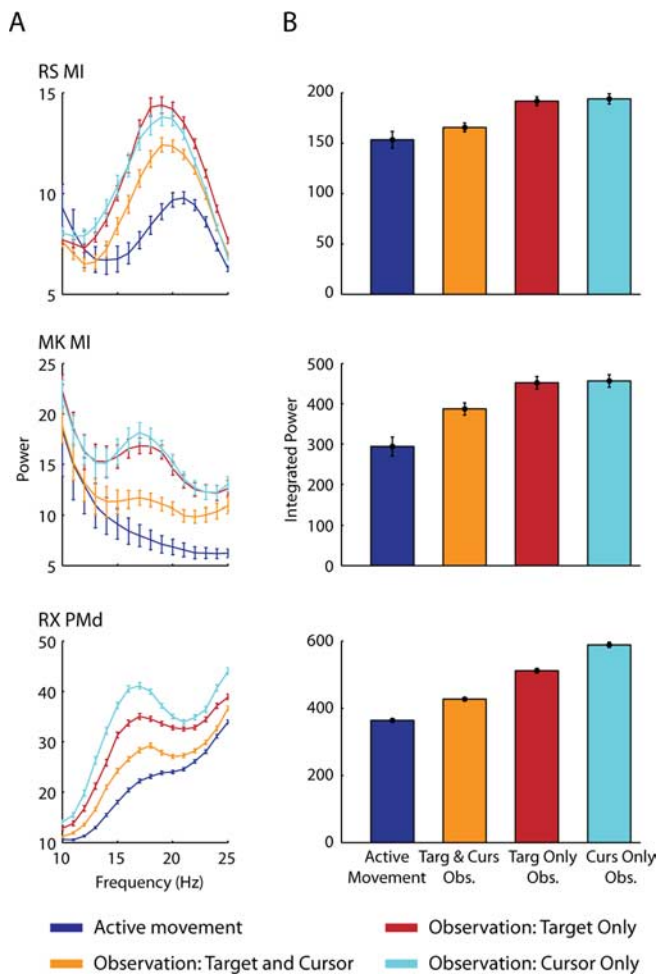 A
B
RS MI
15
10
5
200
150
100
50
0
MK MI
25
20
15
10
5
Power
500
400
300
200
100
0
Integrated Power
RX PMd
50
40
30
20
10
10 15 20 25
Frequency (Hz)
600
400
200
0
Active Movement
Targ & Curs Obs.
Targ Only Obs.
Curs Only Obs.
Active movement
Observation: Target Only
Observation: Target and Cursor
Observation: Cursor Only